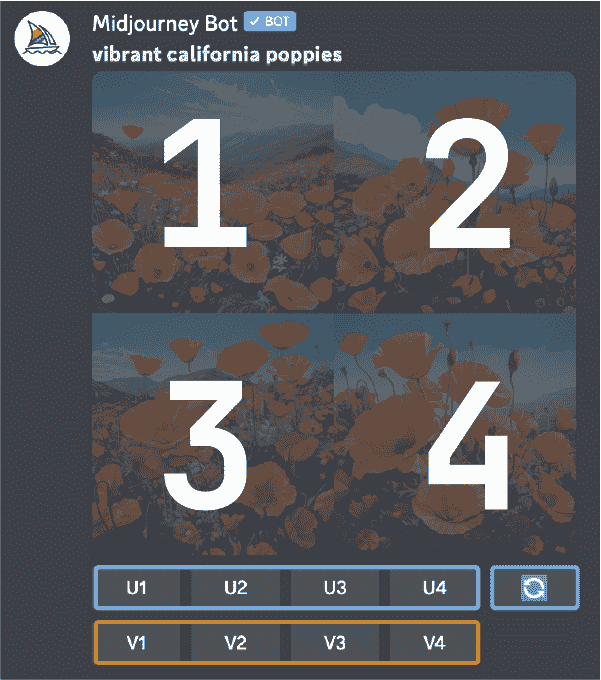 Midjourney Bot ✓ BOT
vibrant california poppies
1 2
3 4
U1 U2 U3 U4
V1 V2 V3 V4